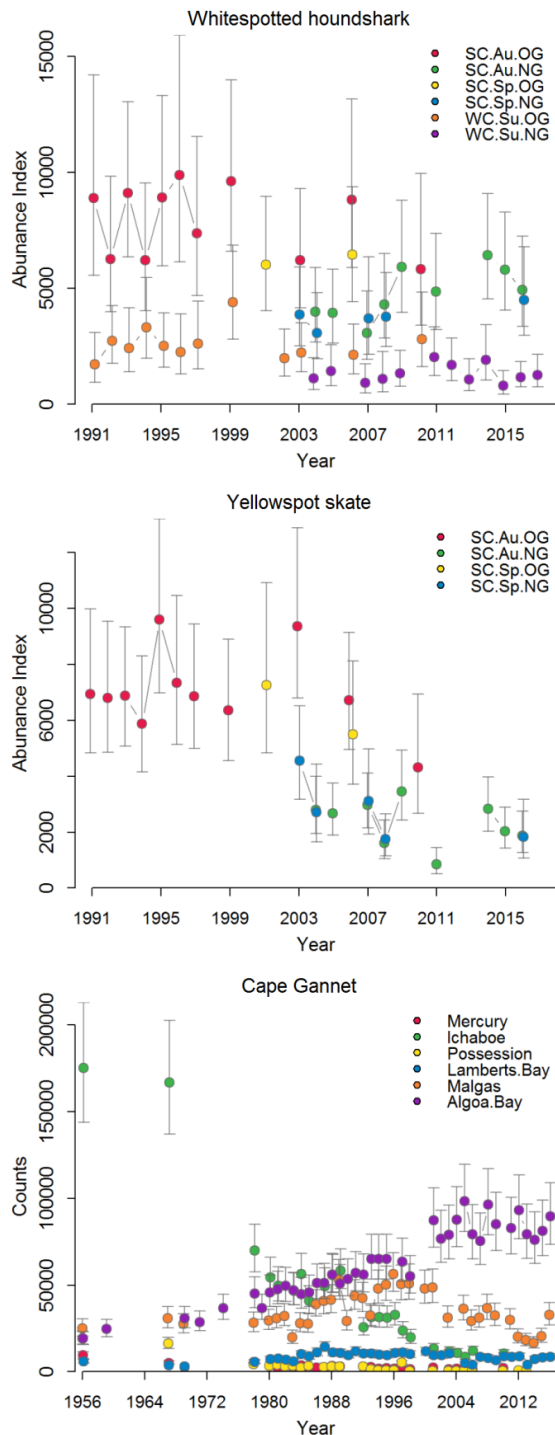 Whitespotted houndshark
Abunance Index
15000
10000
5000
0
SC.Au.OG
SC.Au.NG
SC.Sp.OG
SC.Sp.NG
WC.Su.OG
WC.Su.NG
1991 1995 1999 2003 2007 2011 2015
Year
Yellowspot skate
Abunance Index
10000
6000
2000
0
SC.Au.OG
SC.Au.NG
SC.Sp.OG
SC.Sp.NG
1991 1995 1999 2003 2007 2011 2015
Year
Cape Gannet
Counts
200000
150000
100000
50000
0
Mercury
Ichaboe
Possession
Lamberts.Bay
Malgas
Algoa.Bay
1956 1964 1972 1980 1988 1996 2004 2012
Year